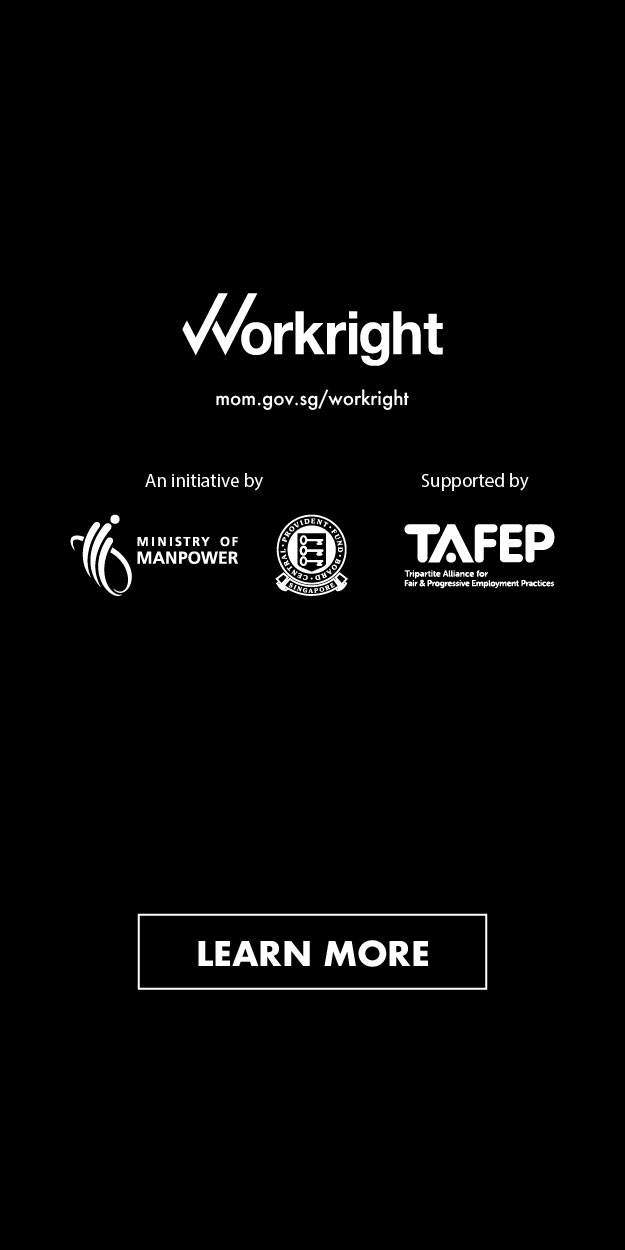 Workright
mom.gov.sg/workright
An initiative by
Supported by
MINISTRY OF
MANPOWER
CENTRAL · PROVIDENT · FUND · BOARD
SINGAPORE
TAFEP
Tripartite Alliance for
Fair & Progressive Employment Practices
LEARN MORE